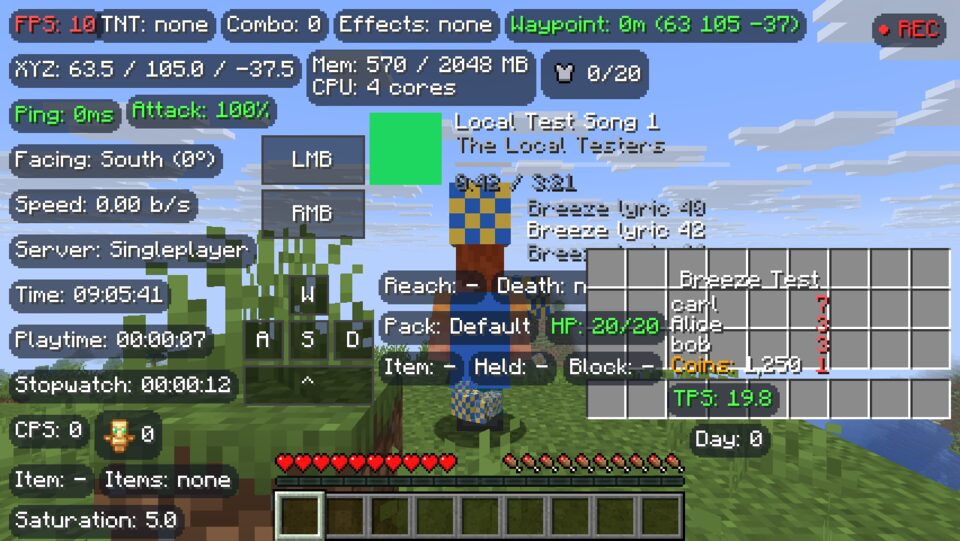 FPS: 10 TNT: none Combo: 0 Effects: none Waypoint: 0m (63 105 -37) REC
XYZ: 63.5 / 105.0 / -37.5
Mem: 570 / 2048 MB
CPU: 4 cores
0/20
Ping: 0ms Attack: 100%
Local Test Song 1
The Local Testers
0:42 / 3:21
Facing: South (0°)
LMB
Speed: 0.00 b/s
RMB
Breeze lyric 40
Breeze lyric 42
Breeze lyric
Server: Singleplayer
Time: 09:05:41
W
Reach: - Death: n
Breeze Test
carl 7
Alice 3
bob 3
Coins: 1,250 1
Playtime: 00:00:07
A S D
Pack: Default HP: 20/20
Stopwatch: 00:00:12
^
Item: - Held: - Block: -
TPS: 19.8
CPS: 0
0
Day: 0
Item: - Items: none
Saturation: 5.0